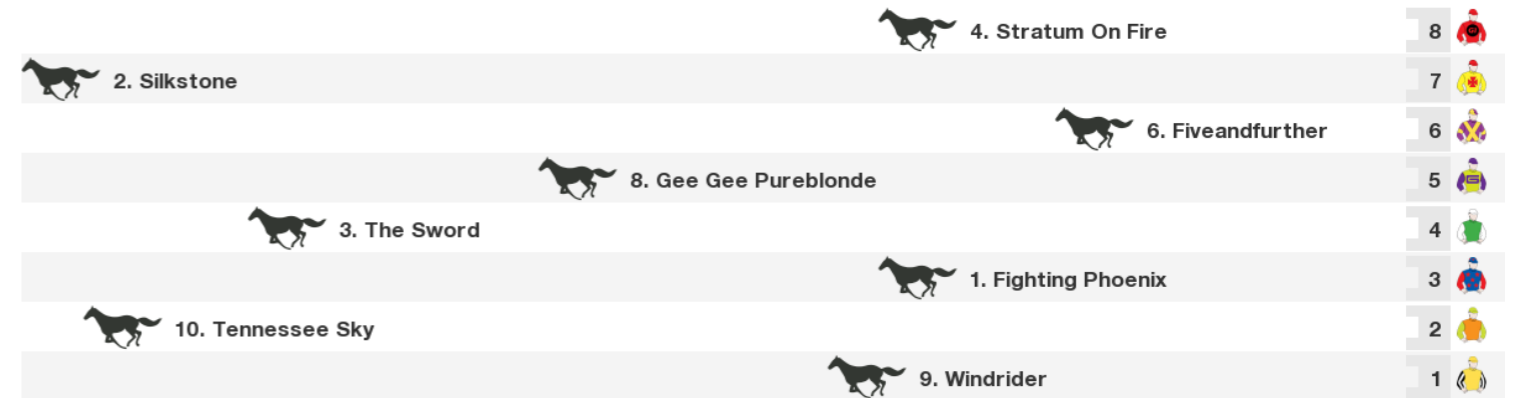 4. Stratum On Fire 8
2. Silkstone 7
6. Fiveandfurther 6
8. Gee Gee Pureblonde 5 G
3. The Sword 4
1. Fighting Phoenix 3
10. Tennessee Sky 2
9. Windrider 1